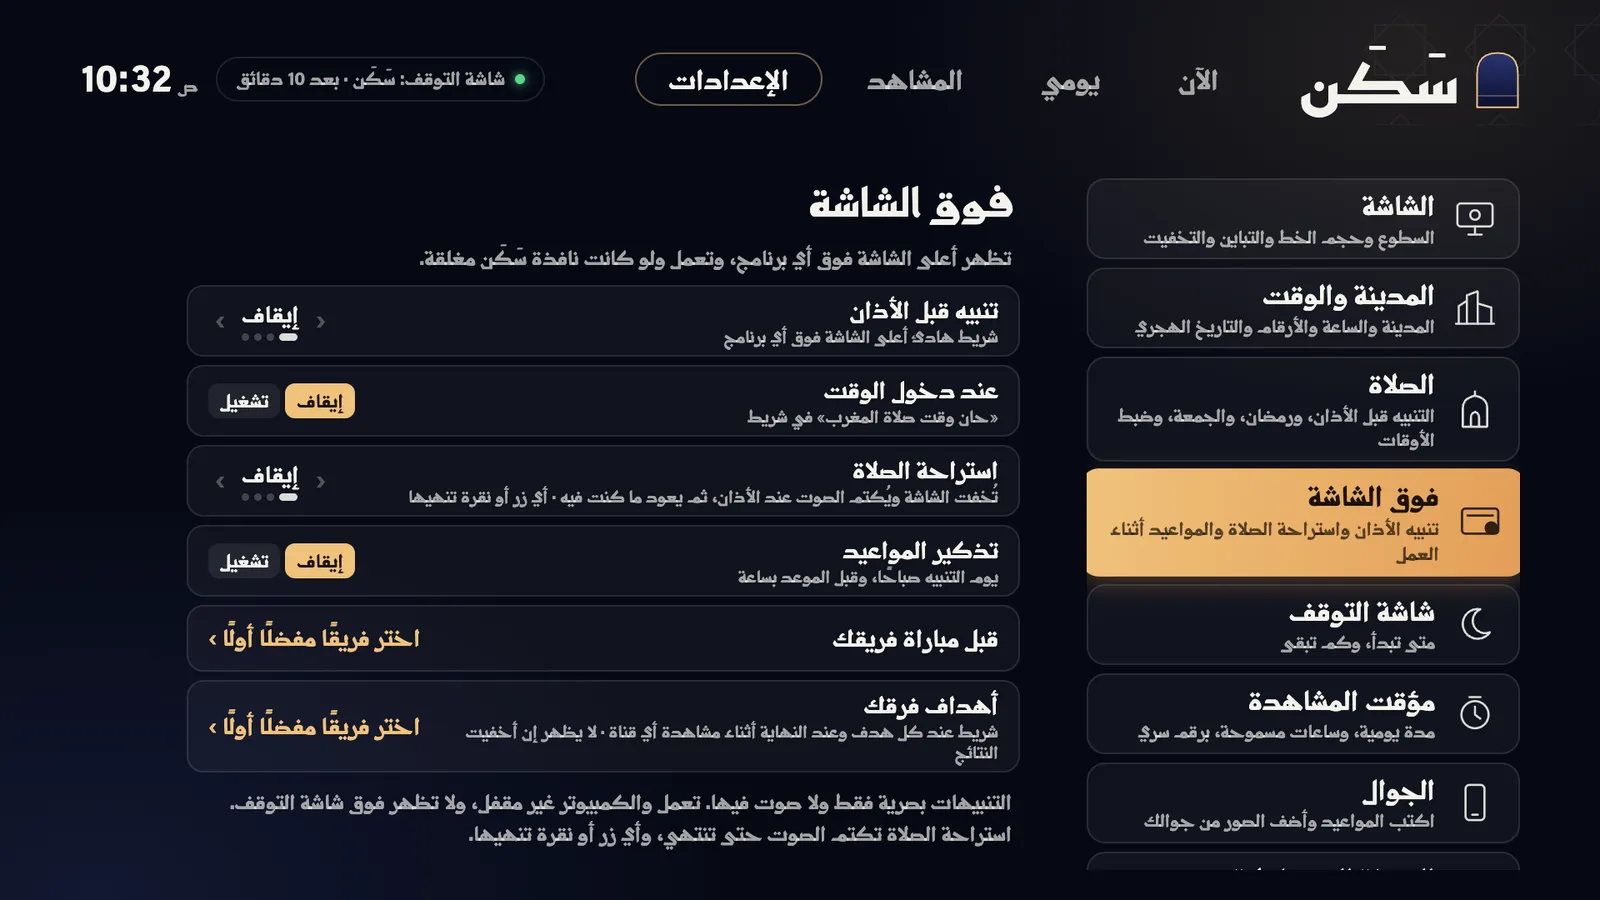 سَكَن
الآن
يومي
المشاهد
الإعدادات
شاشة التوقف: سَكَن · بعد 10 دقائق
10:32 ص
الشاشة
السطوع وحجم الخط والتباين والتخفيت
المدينة والوقت
المدينة والساعة والأرقام والتاريخ الهجري
الصلاة
التنبيه قبل الأذان، ورمضان، والجمعة، وضبط
الأوقات
فوق الشاشة
تنبيه الأذان واستراحة الصلاة والمواعيد أثناء
العمل
شاشة التوقف
متى تبدأ، وكم تبقى
مؤقت المشاهدة
مدة يومية، وساعات مسموحة، برقم سري
الجوال
اكتب المواعيد وأضف الصور من جوالك
فوق الشاشة
تظهر أعلى الشاشة فوق أي برنامج، وتعمل ولو كانت نافذة سَكَن مغلقة.
تنبيه قبل الأذان
شريط هادئ أعلى الشاشة فوق أي برنامج
‹ إيقاف ›
عند دخول الوقت
«حان وقت صلاة المغرب» في شريط
إيقاف
تشغيل
استراحة الصلاة
تُخفت الشاشة ويُكتم الصوت عند الأذان، ثم يعود ما كنت فيه · أي زر أو نقرة تنهيها
‹ إيقاف ›
تذكير المواعيد
يوم التنبيه صباحًا، وقبل الموعد بساعة
إيقاف
تشغيل
قبل مباراة فريقك
اختر فريقًا مفضلًا أولًا ›
أهداف فرقك
شريط عند كل هدف وعند النهاية أثناء مشاهدة أي قناة · لا يظهر إن أخفيت
النتائج
اختر فريقًا مفضلًا أولًا ›
التنبيهات بصرية فقط ولا صوت فيها. تعمل والكمبيوتر غير مقفل، ولا تظهر فوق شاشة التوقف.
استراحة الصلاة تكتم الصوت حتى تنتهي، وأي زر أو نقرة تنهيها.